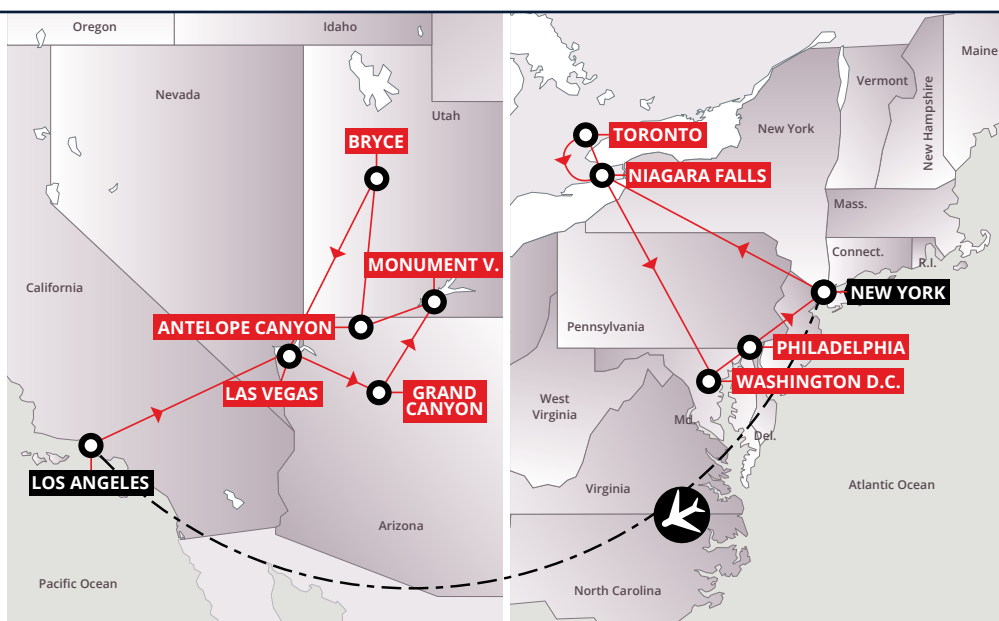 Oregon
Idaho
Nevada
Utah
BRYCE
MONUMENT V.
California
ANTELOPE CANYON
LAS VEGAS
GRAND
CANYON
LOS ANGELES
Arizona
Pacific Ocean
Maine
Vermont
New Hampshire
New York
TORONTO
NIAGARA FALLS
Mass.
Connect.
R.I.
NEW YORK
Pennsylvania
PHILADELPHIA
WASHINGTON D.C.
West
Virginia
Md.
Del.
Virginia
Atlantic Ocean
North Carolina